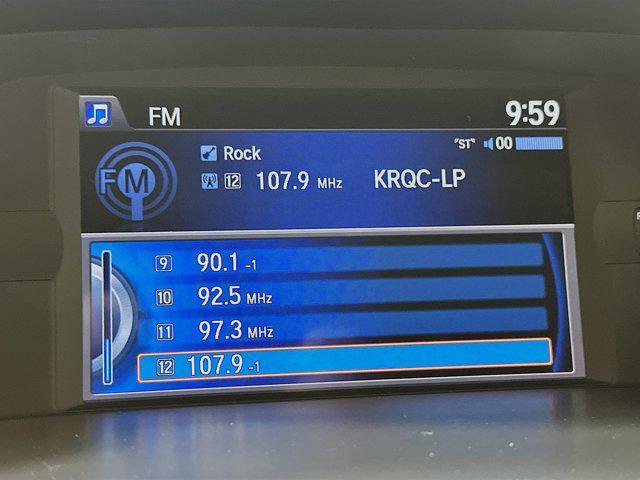 FM
9:59
FM
Rock
"ST"
00
12 107.9 MHz KRQC-LP
9 90.1 -1
10 92.5 MHz
11 97.3 MHz
12 107.9 -1